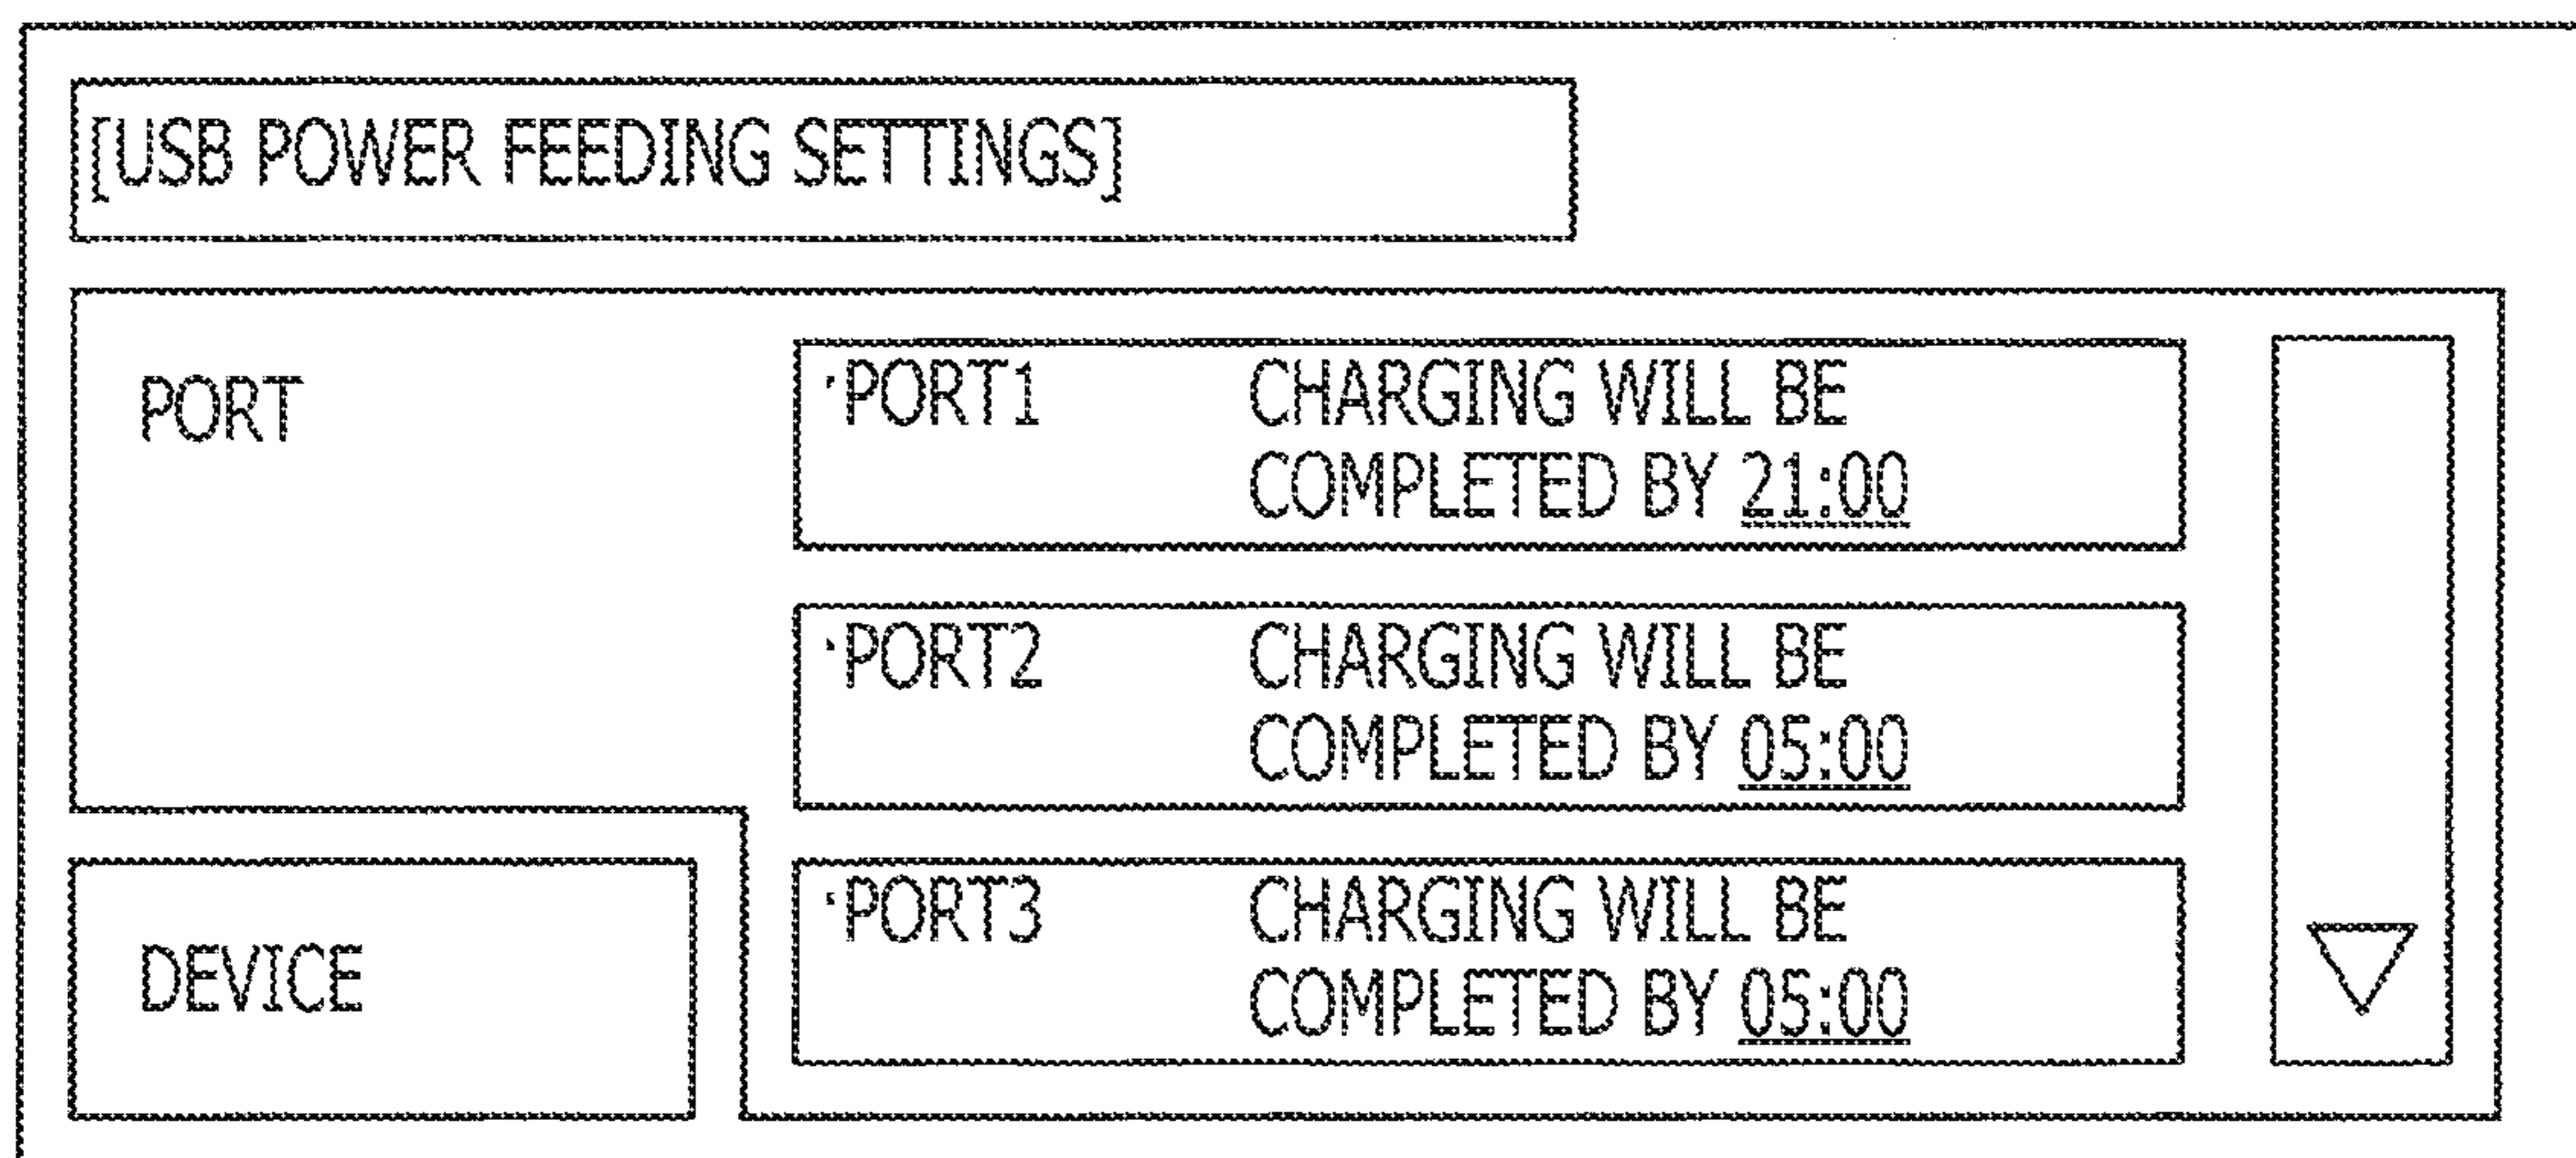 [USB POWER FEEDING SETTINGS]
PORT
·PORT1 CHARGING WILL BE
COMPLETED BY 21:00
·PORT2 CHARGING WILL BE
COMPLETED BY 05:00
·PORT3 CHARGING WILL BE
COMPLETED BY 05:00
DEVICE